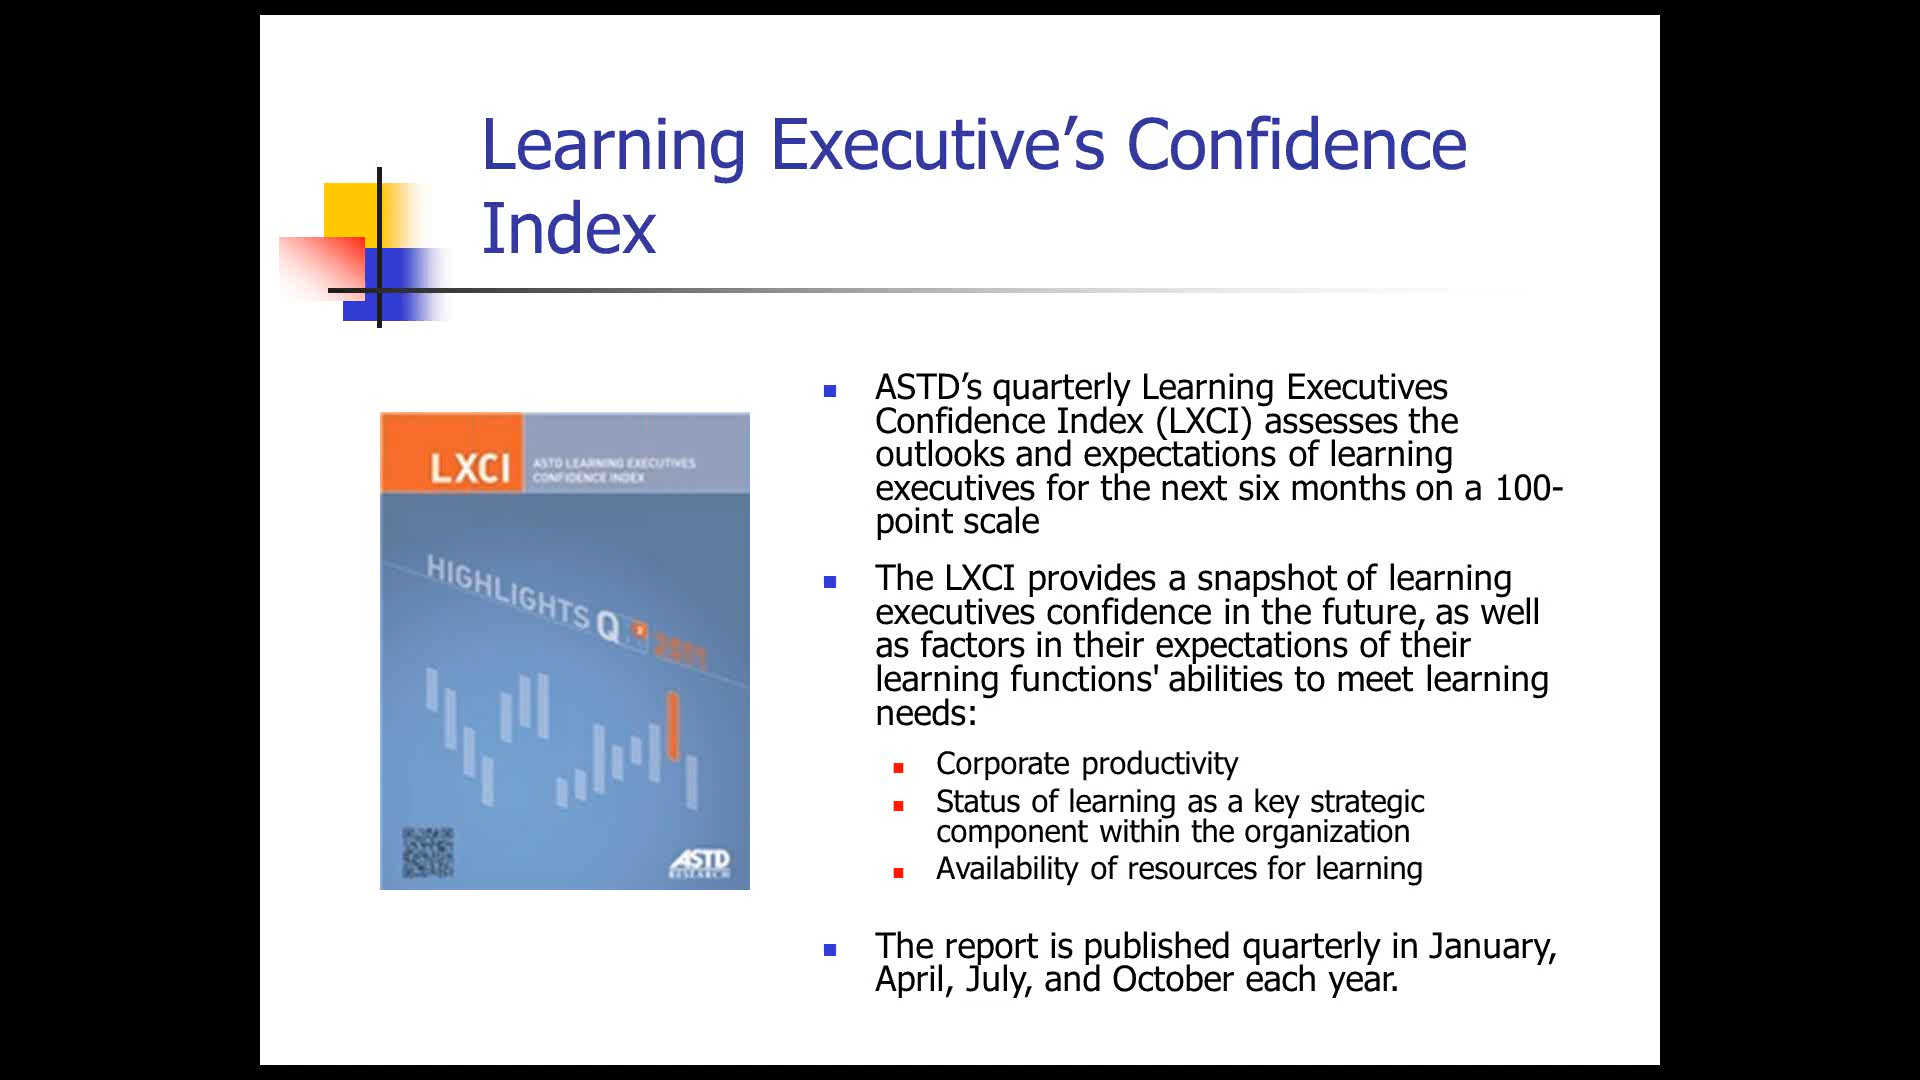 Learning Executive’s Confidence
Index
LXCI
ASTD LEARNING EXECUTIVES
CONFIDENCE INDEX
HIGHLIGHTS Q
2011
ASTD
RESEARCH
ASTD’s quarterly Learning Executives
Confidence Index (LXCI) assesses the
outlooks and expectations of learning
executives for the next six months on a 100-
point scale
The LXCI provides a snapshot of learning
executives confidence in the future, as well
as factors in their expectations of their
learning functions' abilities to meet learning
needs:
Corporate productivity
Status of learning as a key strategic
component within the organization
Availability of resources for learning
The report is published quarterly in January,
April, July, and October each year.